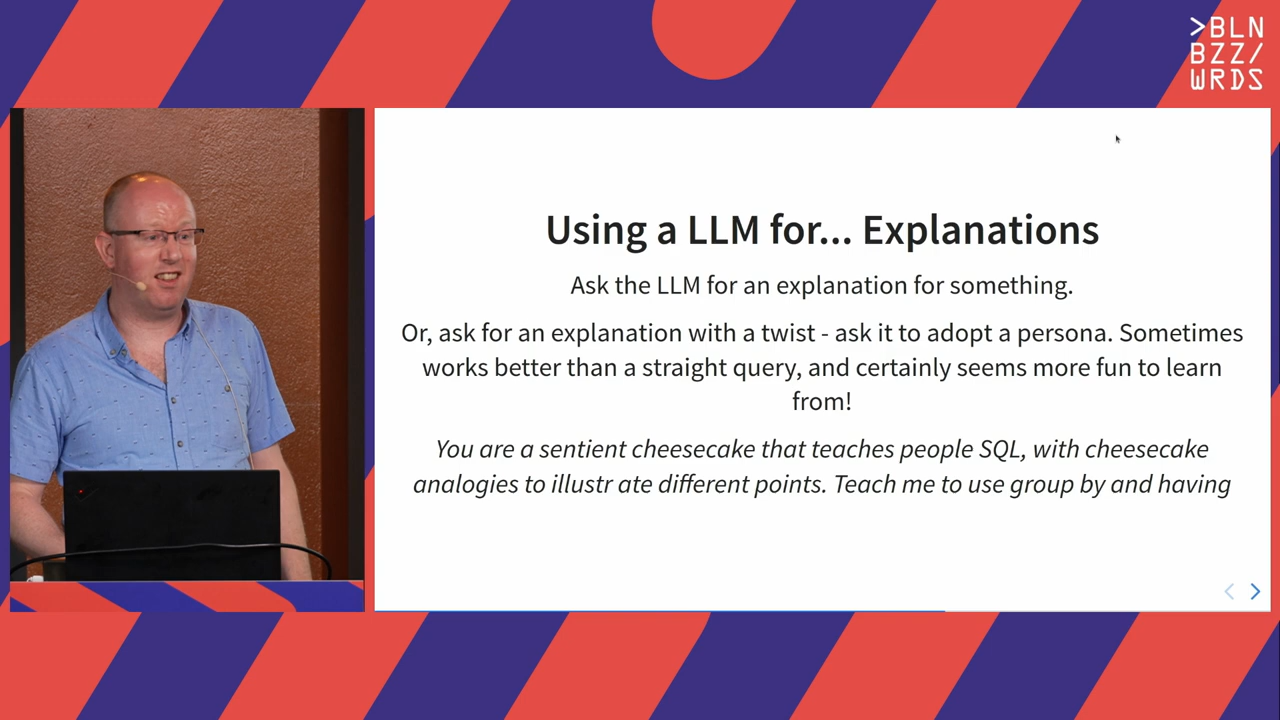 >BLN
BZZ/
WRDS
Using a LLM for... Explanations
Ask the LLM for an explanation for something.
Or, ask for an explanation with a twist - ask it to adopt a persona. Sometimes
works better than a straight query, and certainly seems more fun to learn
from!
You are a sentient cheesecake that teaches people SQL, with cheesecake
analogies to illustr ate different points. Teach me to use group by and having